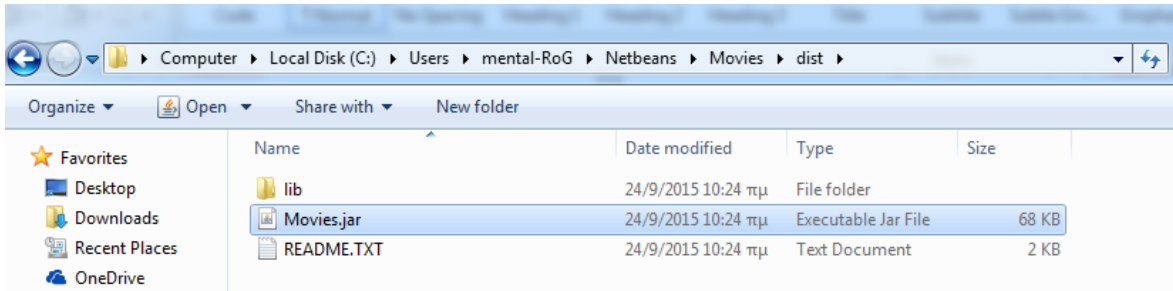 Computer Local Disk (C:) Users mental-RoG Netbeans Movies dist
Organize Open Share with New folder
Favorites
Desktop
Downloads
Recent Places
OneDrive
Name Date modified Type Size
lib 24/9/2015 10:24 πμ File folder
Movies.jar 24/9/2015 10:24 πμ Executable Jar File 68 KB
README.TXT 24/9/2015 10:24 πμ Text Document 2 KB